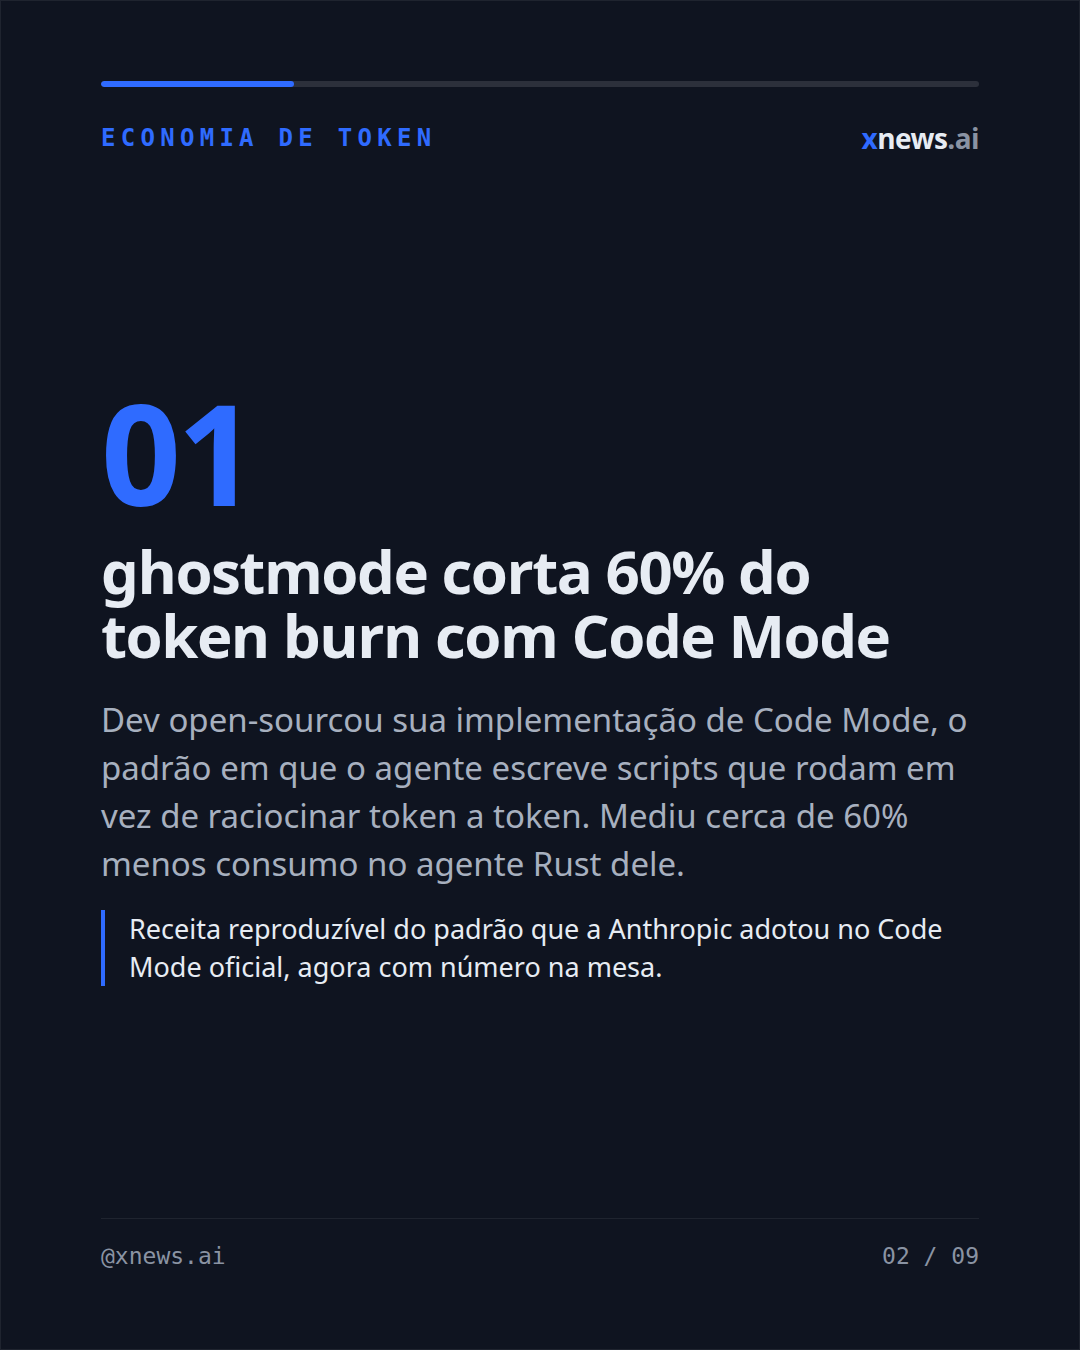 ECONOMIA DE TOKEN
xnews.ai
01
ghostmode corta 60% do
token burn com Code Mode
Dev open-sourcou sua implementação de Code Mode, o
padrão em que o agente escreve scripts que rodam em
vez de raciocinar token a token. Mediu cerca de 60%
menos consumo no agente Rust dele.
Receita reproduzível do padrão que a Anthropic adotou no Code
Mode oficial, agora com número na mesa.
@xnews.ai
02 / 09